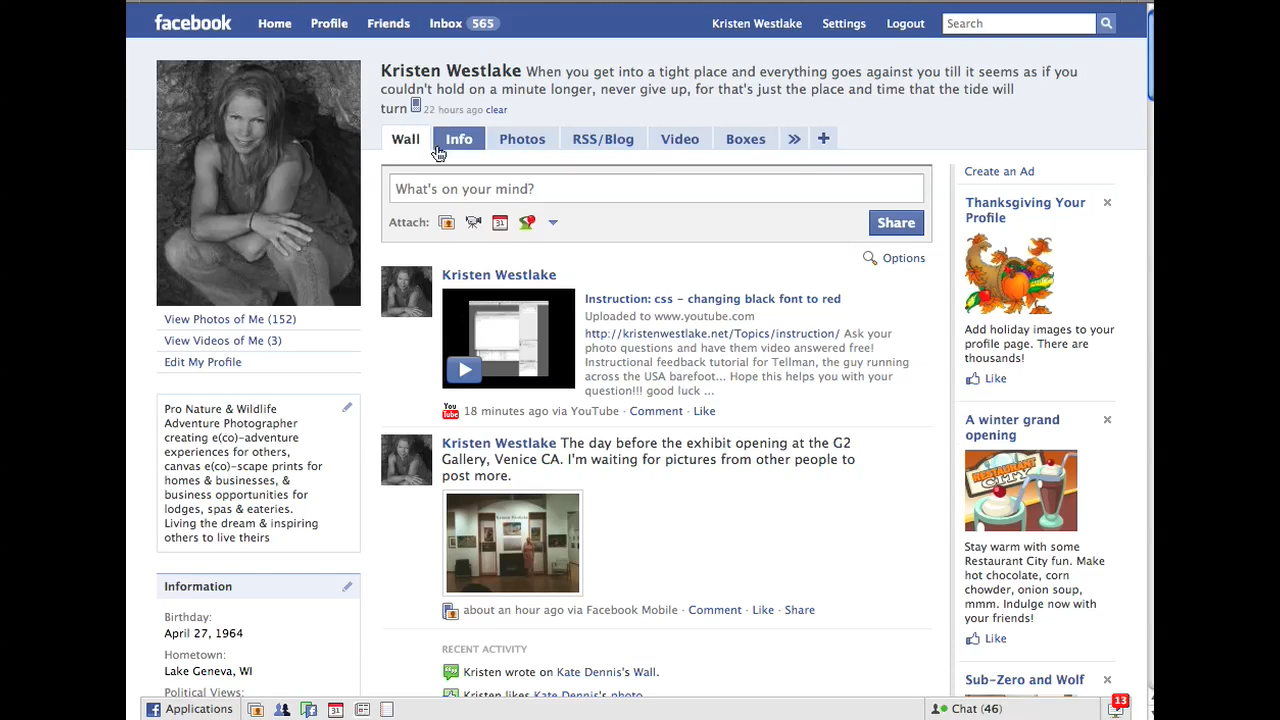 facebook Home Profile Friends Inbox 565 Kristen Westlake Settings Logout Search
Kristen Westlake When you get into a tight place and everything goes against you till it seems as if you
couldn't hold on a minute longer, never give up, for that's just the place and time that the tide will
turn 22 hours ago clear
Wall Info Photos RSS/Blog Video Boxes » +
What's on your mind?
Attach: 31 Share
Options
View Photos of Me (152)
View Videos of Me (3)
Edit My Profile
Pro Nature & Wildlife
Adventure Photographer
creating e(co)-adventure
experiences for others,
canvas e(co)-scape prints for
homes & businesses, &
business opportunities for
lodges, spas & eateries.
Living the dream & inspiring
others to live theirs
Information
Birthday:
April 27, 1964
Hometown:
Lake Geneva, WI
Political Views:
Kristen Westlake
Instruction: css - changing black font to red
Uploaded to www.youtube.com
http://kristenwestlake.net/Topics/instruction/ Ask your
photo questions and have them video answered free!
Instructional feedback tutorial for Tellman, the guy running
across the USA barefoot... Hope this helps you with your
question!!! good luck ...
You Tube 18 minutes ago via YouTube · Comment · Like
Kristen Westlake The day before the exhibit opening at the G2
Gallery, Venice CA. I'm waiting for pictures from other people to
post more.
about an hour ago via Facebook Mobile · Comment · Like · Share
RECENT ACTIVITY
Kristen wrote on Kate Dennis's Wall.
Kristen likes Kate Dennis's photo.
Create an Ad
Thanksgiving Your
Profile
Add holiday images to your
profile page. There are
thousands!
Like
A winter grand
opening
RESTAURANT
CITY
Stay warm with some
Restaurant City fun. Make
hot chocolate, corn
chowder, onion soup,
mmm. Indulge now with
your friends!
Like
Sub-Zero and Wolf
Applications 31 Chat (46) 13